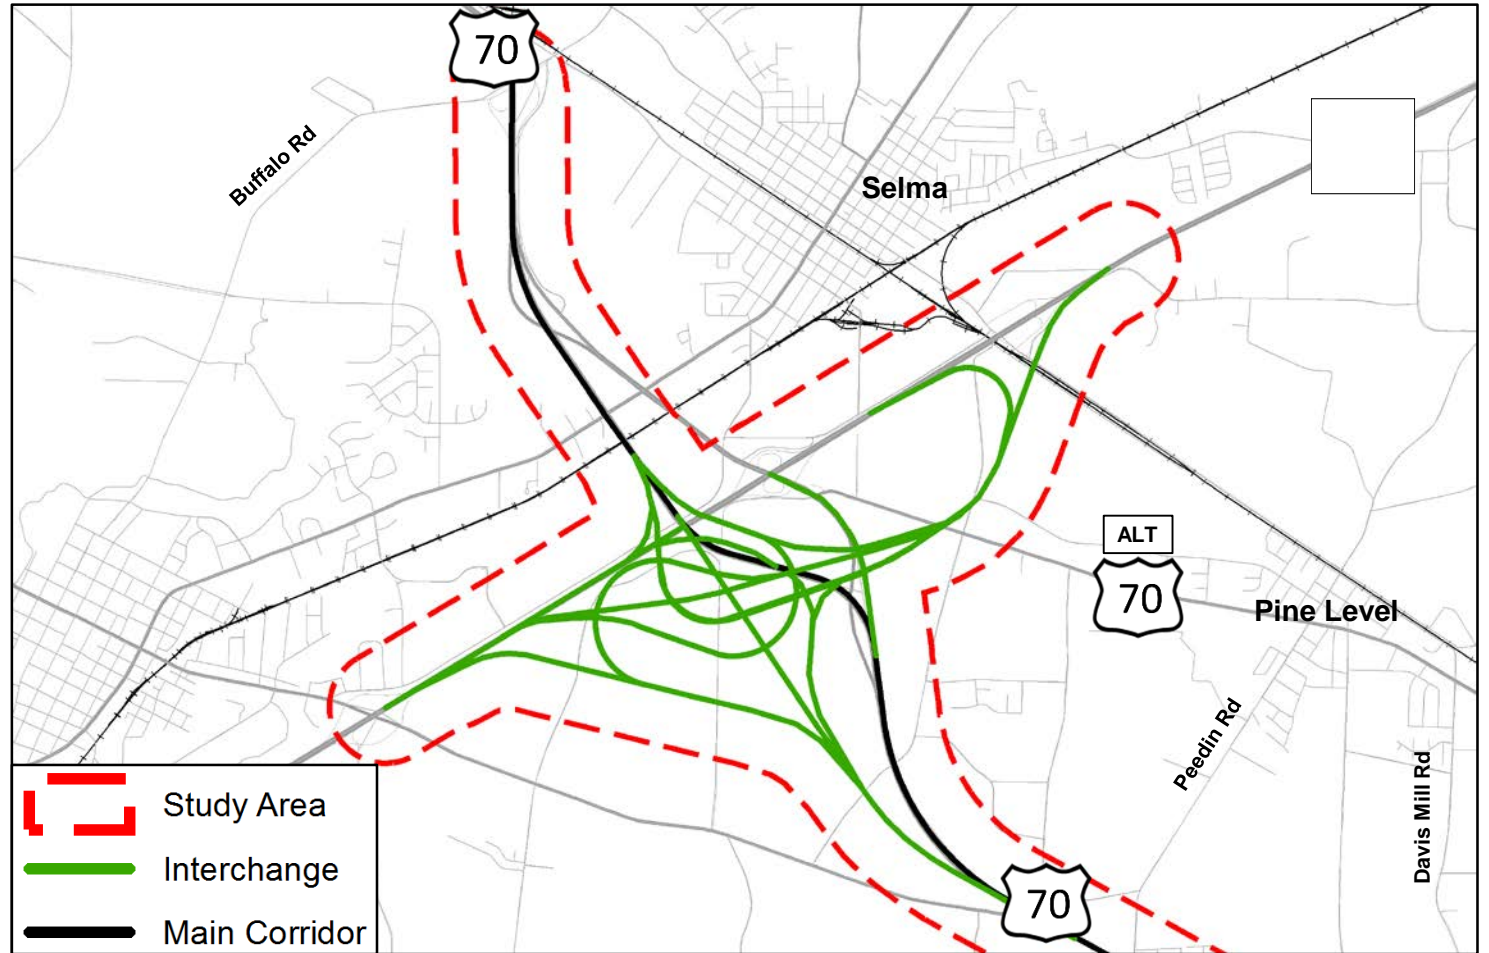 70
Buffalo Rd
Selma
ALT
70
Pine Level
Peedin Rd
Davis Mill Rd
Study Area
Interchange
Main Corridor
70